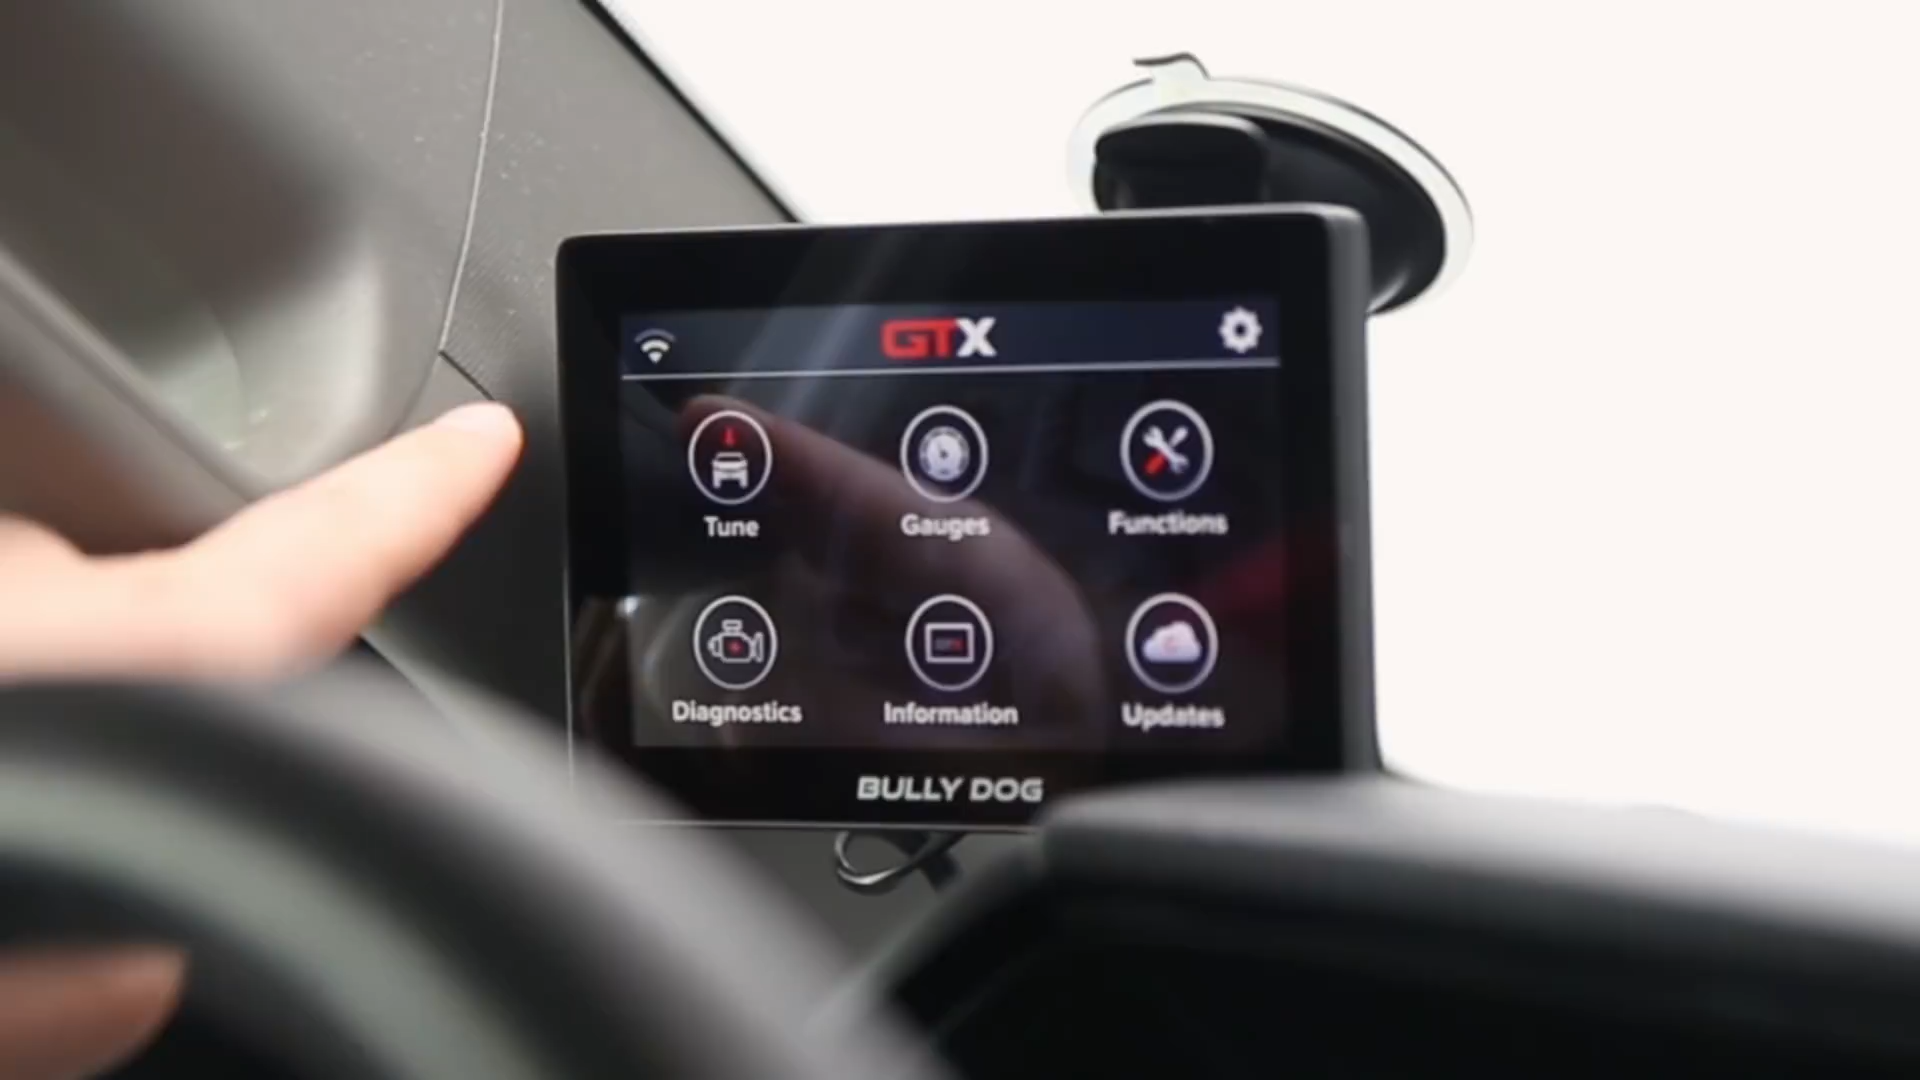 GTX
Tune
Gauges
Functions
Diagnostics
Information
Updates
BULLY DOG